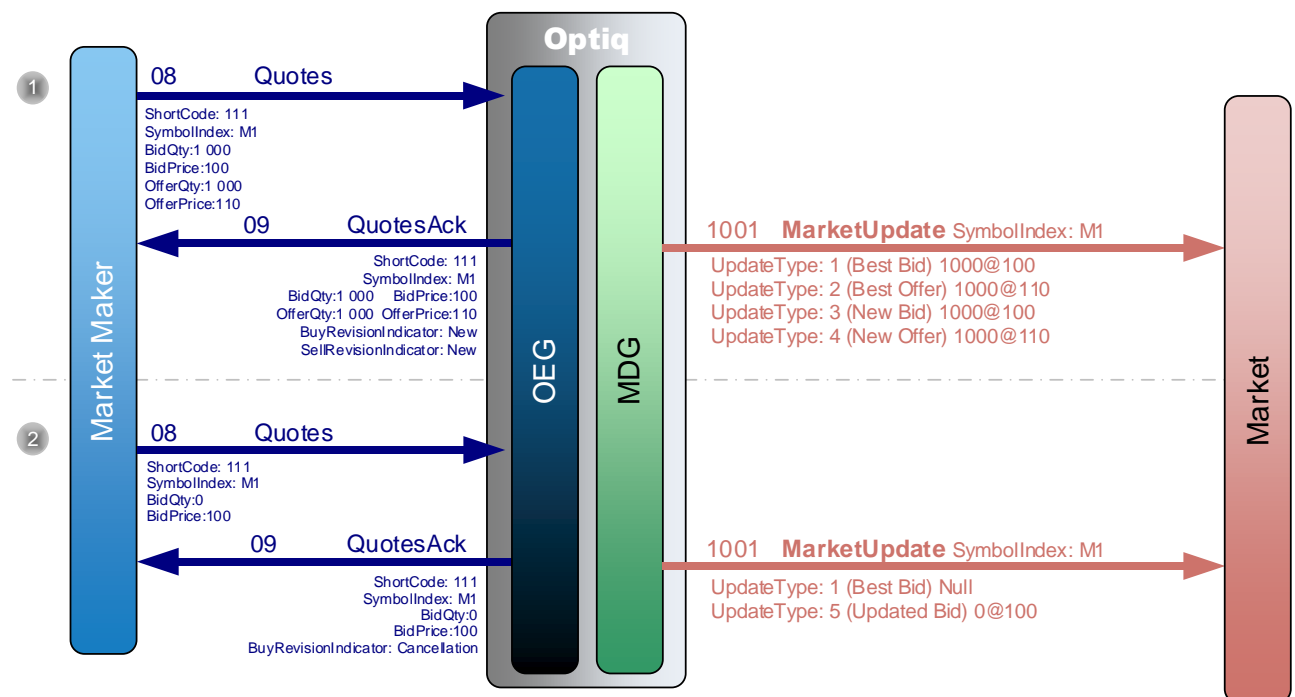 Optiq
1
08 Quotes
ShortCode: 111
SymbolIndex: M1
BidQty:1 000
BidPrice:100
OfferQty:1 000
OfferPrice:110
09 QuotesAck
ShortCode: 111
SymbolIndex: M1
BidQty:1 000 BidPrice:100
OfferQty:1 000 OfferPrice:110
BuyRevisionIndicator: New
SellRevisionIndicator: New
1001 MarketUpdate SymbolIndex: M1
UpdateType: 1 (Best Bid) 1000@100
UpdateType: 2 (Best Offer) 1000@110
UpdateType: 3 (New Bid) 1000@100
UpdateType: 4 (New Offer) 1000@110
Market Maker
OEG
MDG
Market
2
08 Quotes
ShortCode: 111
SymbolIndex: M1
BidQty:0
BidPrice:100
09 QuotesAck
ShortCode: 111
SymbolIndex: M1
BidQty:0
BidPrice:100
BuyRevisionIndicator: Cancellation
1001 MarketUpdate SymbolIndex: M1
UpdateType: 1 (Best Bid) Null
UpdateType: 5 (Updated Bid) 0@100